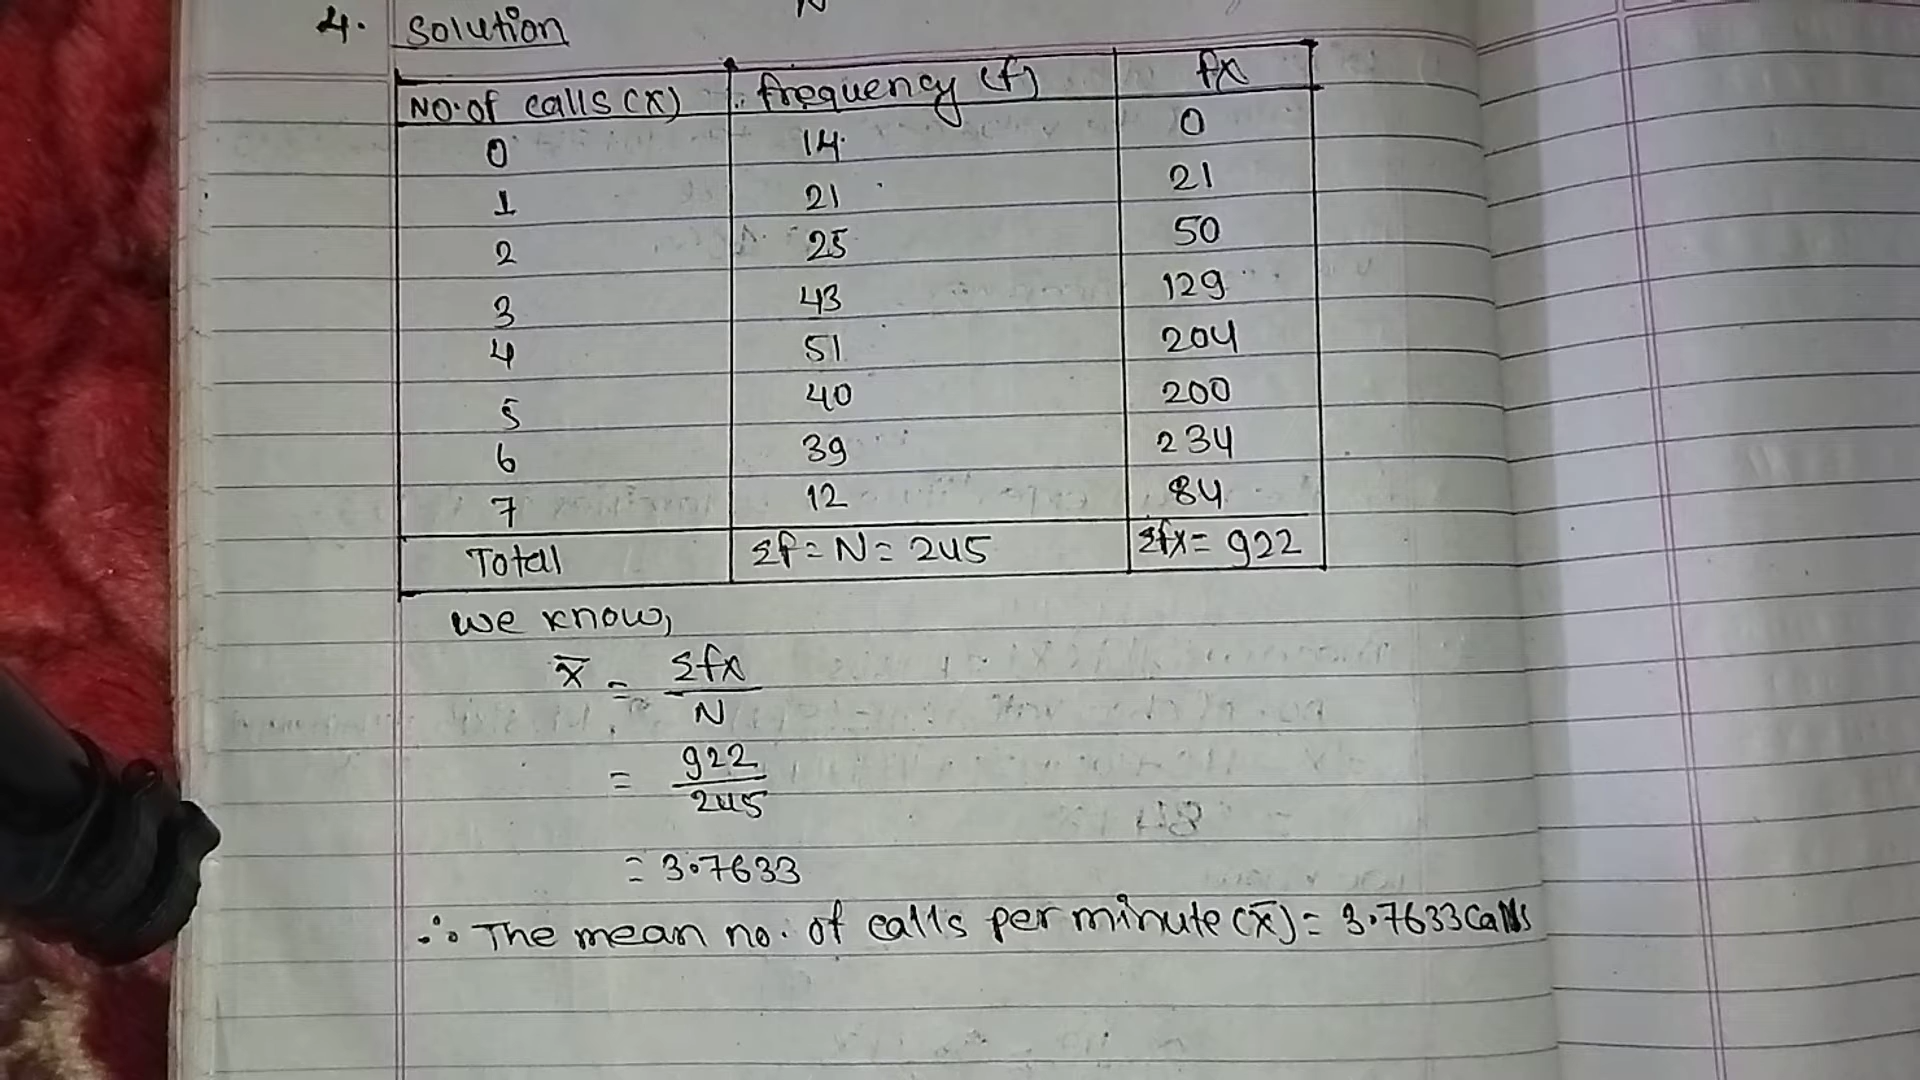 4. Solution
No. of calls (x) frequency (f) fx
0 14 0
1 21 21
2 25 50
3 43 129
4 51 204
5 40 200
6 39 234
7 12 84
Total Σf = N = 245 Σfx = 922
we know,
x̄ = Σfx / N
= 922 / 245
= 3.7633
∴ The mean no. of calls per minute (x̄) = 3.7633 calls